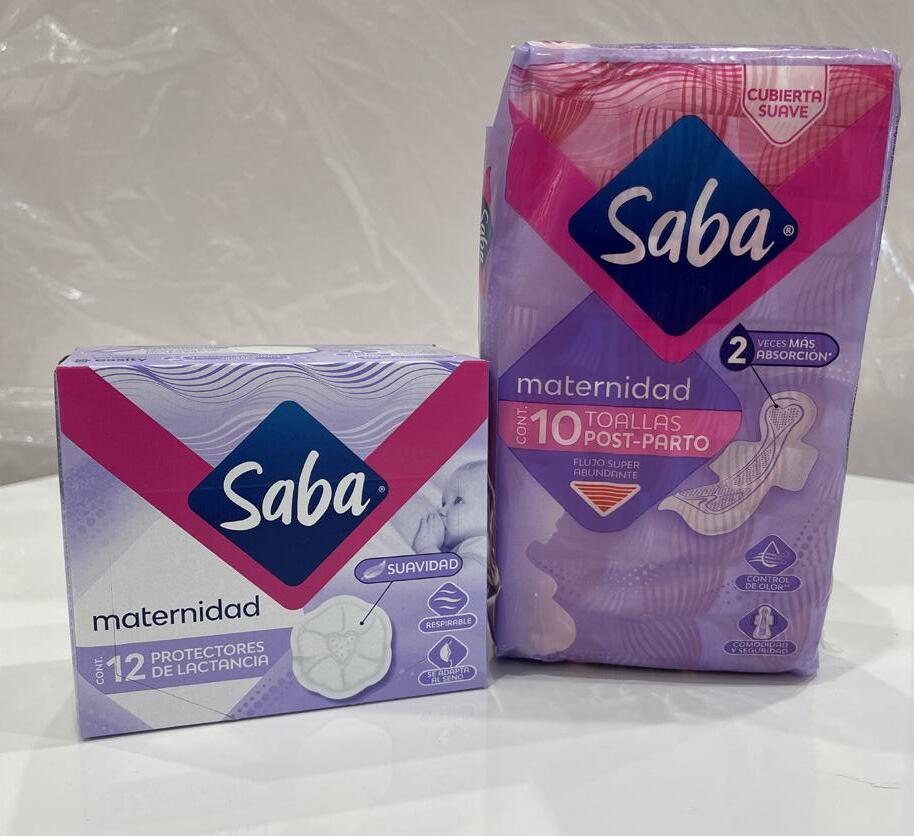 Saba®
SUAVIDAD
maternidad
RESPIRABLE
CONT.
12 PROTECTORES
DE LACTANCIA
SE ADAPTA
AL SENO
CUBIERTA
SUAVE
Saba®
2 VECES MÁS
ABSORCIÓN*
maternidad
CONT.
10 TOALLAS
POST-PARTO
FLUJO SÚPER
ABUNDANTE
CONTROL
DE OLOR**
COMODIDAD
Y SEGURIDAD